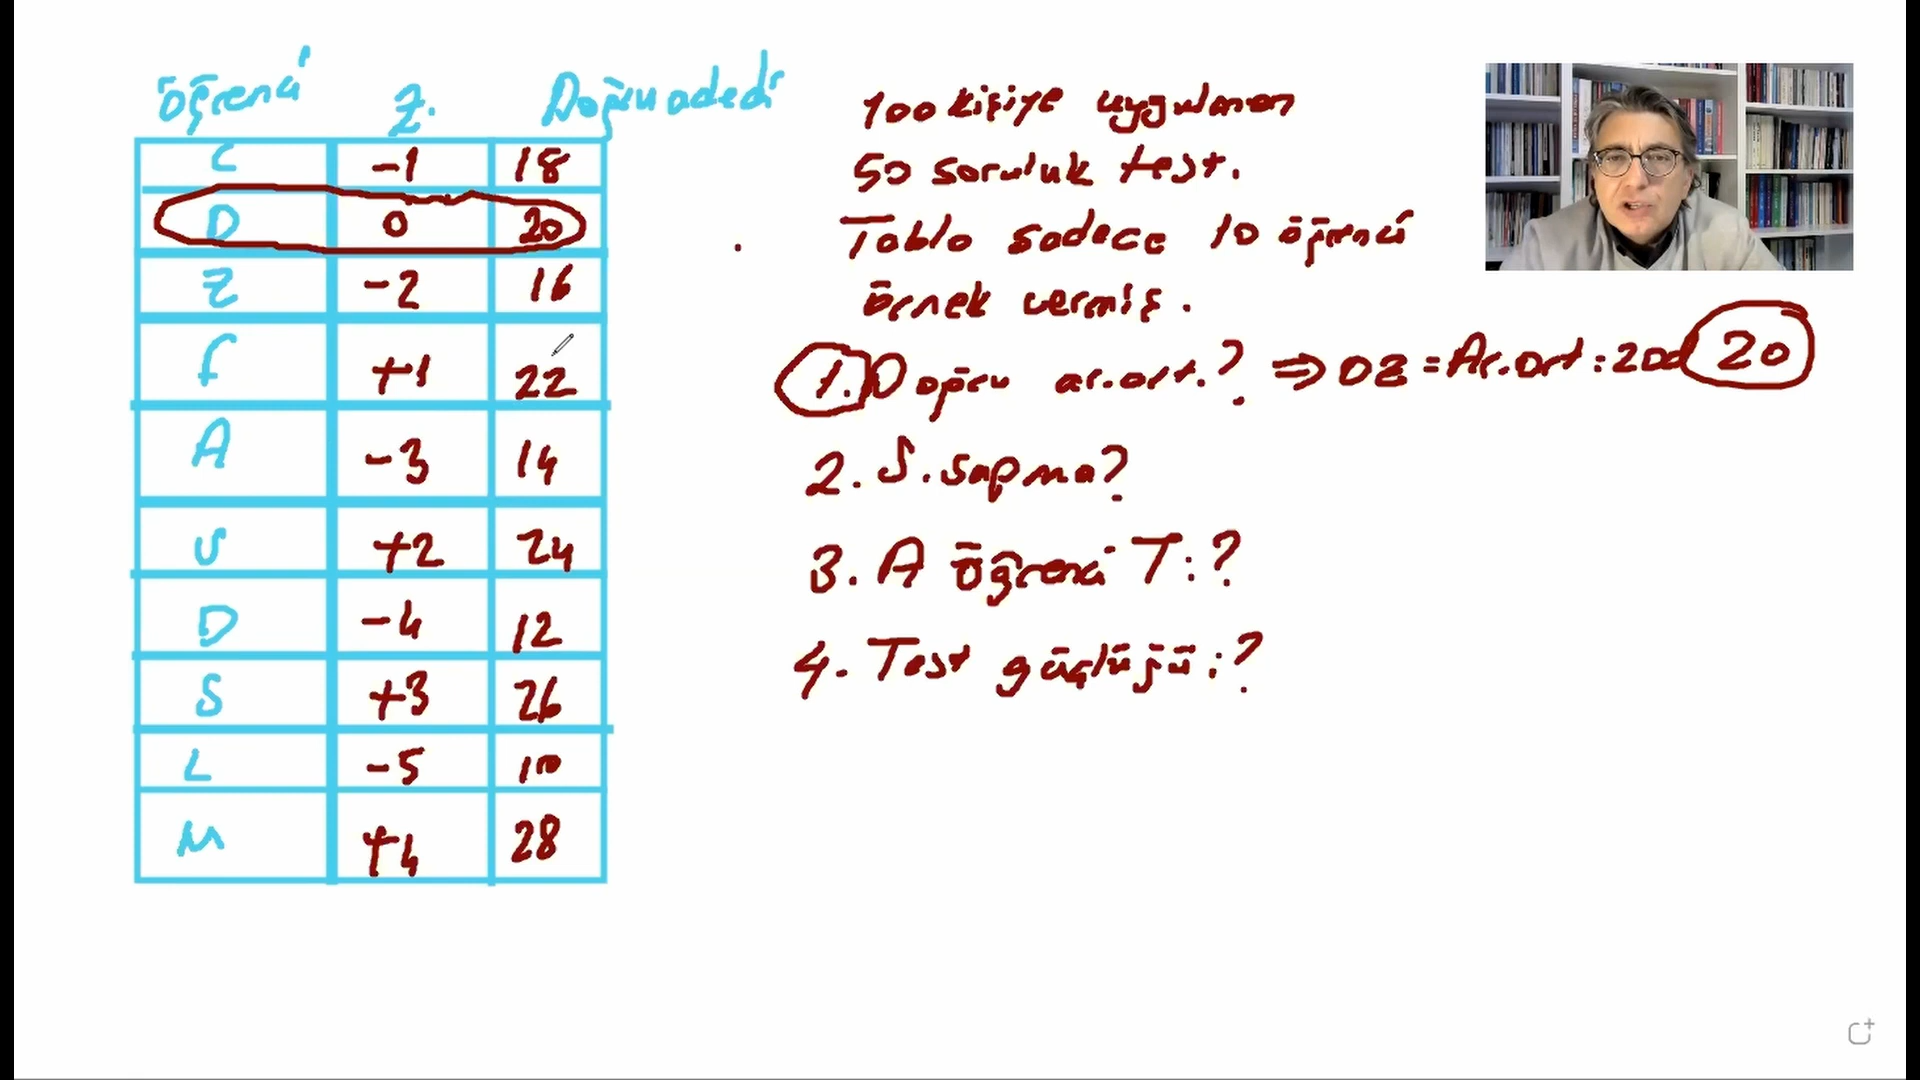 öğrenci Z. Doğru adedi
C -1 18
D 0 20
Z -2 16
F +1 22
A -3 14
U +2 24
D -4 12
S +3 26
L -5 10
M +4 28
100 kişiye uygulanan
50 soruluk test.
Tablo sadece 10 öğrenci
örnek vermiş.
1. Doğru ar.ort.? ⇒ 0Z = Ar.ort : 20d 20
2. S. sapma?
3. A öğrenci T:?
4. Test güçlüğü:?